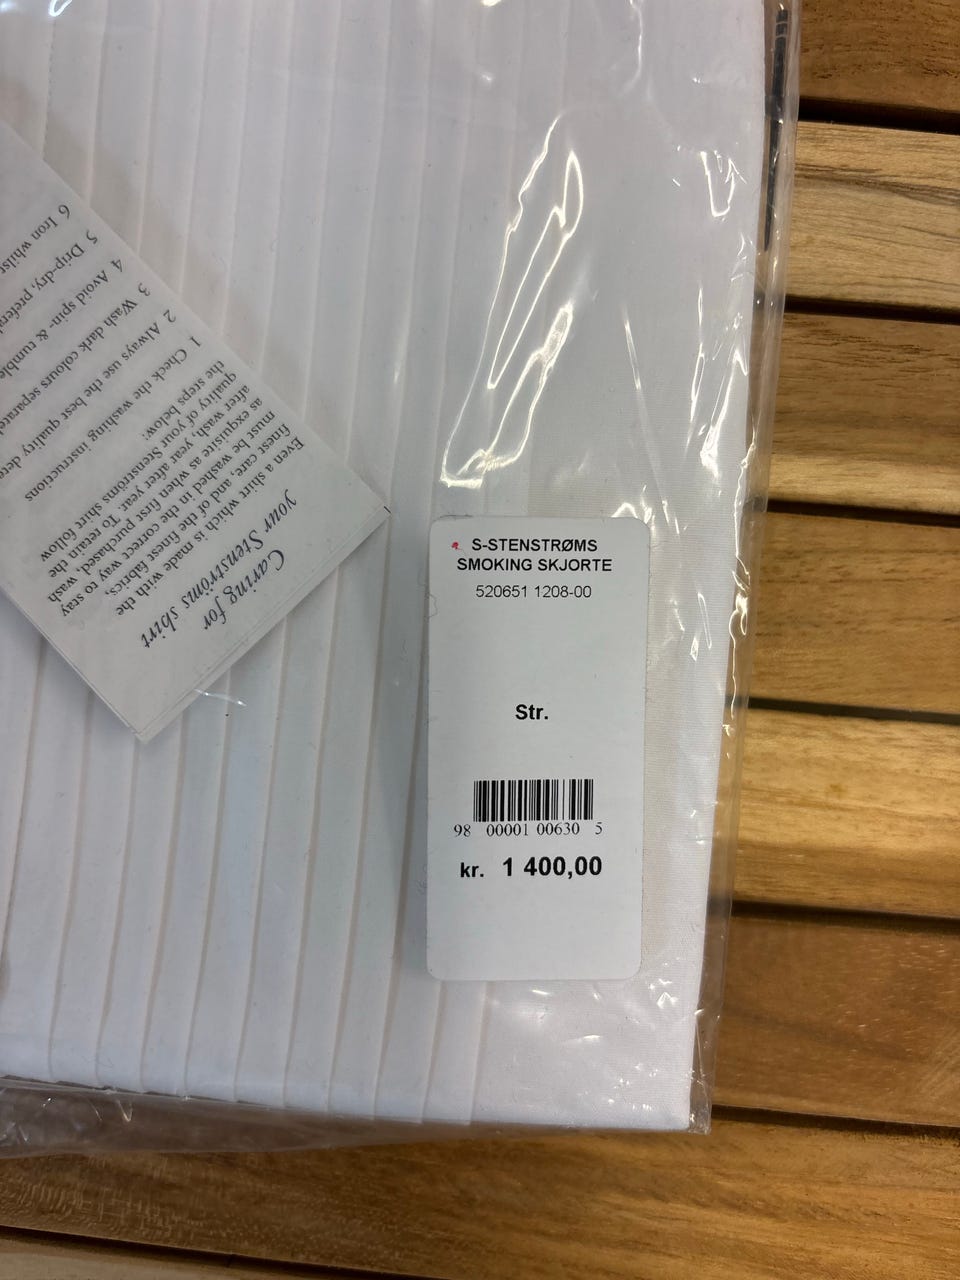 Caring for
your Stenströms shirt
Even a shirt which is made with the
finest care, and of the finest fabrics,
must be washed in the correct way to stay
as exquisite as when first purchased, wash
after wash, year after year. To retain the
quality of your Stenströms shirt follow
the steps below:
1 Check the washing instructions
2 Always use the best quality
3 Wash dark colours
4 Avoid spin- & tumble
5 Drip-dry,
6 Iron whilst
S-STENSTRØMS
SMOKING SKJORTE
520651 1208-00
Str.
98 00001 00630 5
kr. 1 400,00